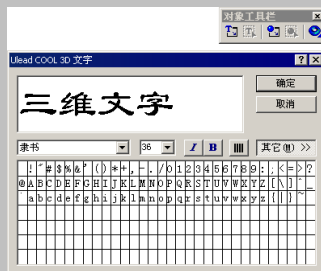 对象工具栏
Ulead COOL 3D 文字
三维文字
确定
取消
隶书 36 I B 其它(M) >>
! " # $ % & ' ( ) * + , - . / 0 1 2 3 4 5 6 7 8 9 : ; < = > ?
@ A B C D E F G H I J K L M N O P Q R S T U V W X Y Z [ \ ] ^ _
` a b c d e f g h i j k l m n o p q r s t u v w x y z { | } ~